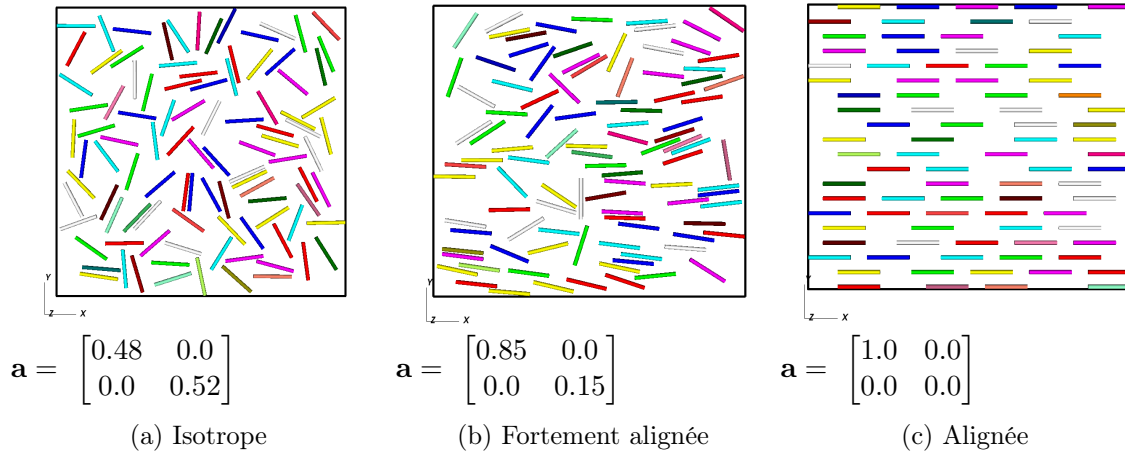 Y
Z X
Y
Z X
Y
Z X
a = [0.48 0.0
0.0 0.52]
a = [0.85 0.0
0.0 0.15]
a = [1.0 0.0
0.0 0.0]
(a) Isotrope
(b) Fortement alignée
(c) Alignée